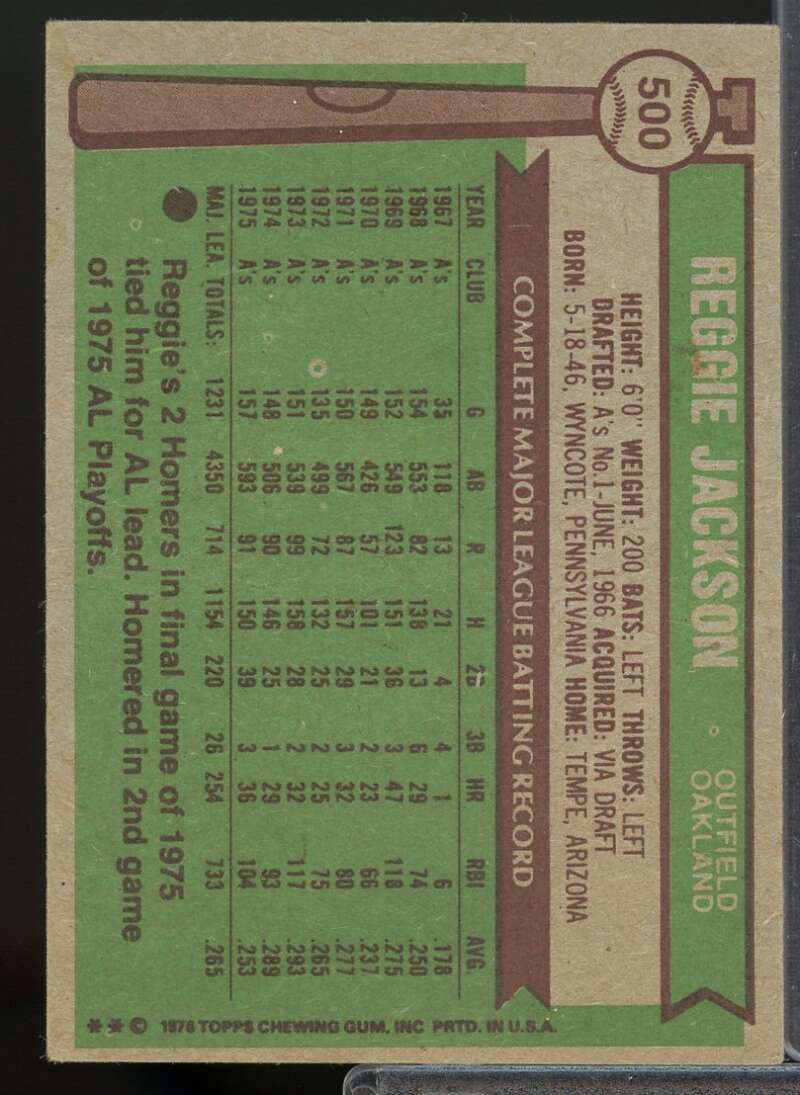 500
REGGIE JACKSON
OUTFIELD
OAKLAND
HEIGHT: 6'0" WEIGHT: 200 BATS: LEFT THROWS: LEFT
DRAFTED: A's No.1-JUNE, 1966 ACQUIRED: VIA DRAFT
BORN: 5-18-46, WYNCOTE, PENNSYLVANIA HOME: TEMPE, ARIZONA
COMPLETE MAJOR LEAGUE BATTING RECORD
YEAR CLUB G AB R H 2B 3B HR RBI AVG
1967 A's 35 118 13 21 4 4 1 6 .178
1968 A's 154 553 82 138 13 6 29 74 .250
1969 A's 152 549 123 151 36 3 47 118 .275
1970 A's 149 426 57 101 21 2 23 66 .237
1971 A's 150 567 87 157 29 3 32 80 .277
1972 A's 135 499 72 132 25 2 25 75 .265
1973 A's 151 539 99 158 28 2 32 117 .293
1974 A's 148 506 90 146 25 1 29 93 .289
1975 A's 157 593 91 150 39 3 36 104 .253
MAJ. LEA. TOTALS: 1231 4350 714 1154 220 26 254 733 .265
Reggie's 2 Homers in final game of 1975
tied him for AL lead. Homered in 2nd game
of 1975 AL Playoffs.
** © 1976 TOPPS CHEWING GUM, INC PRTD. IN U.S.A.